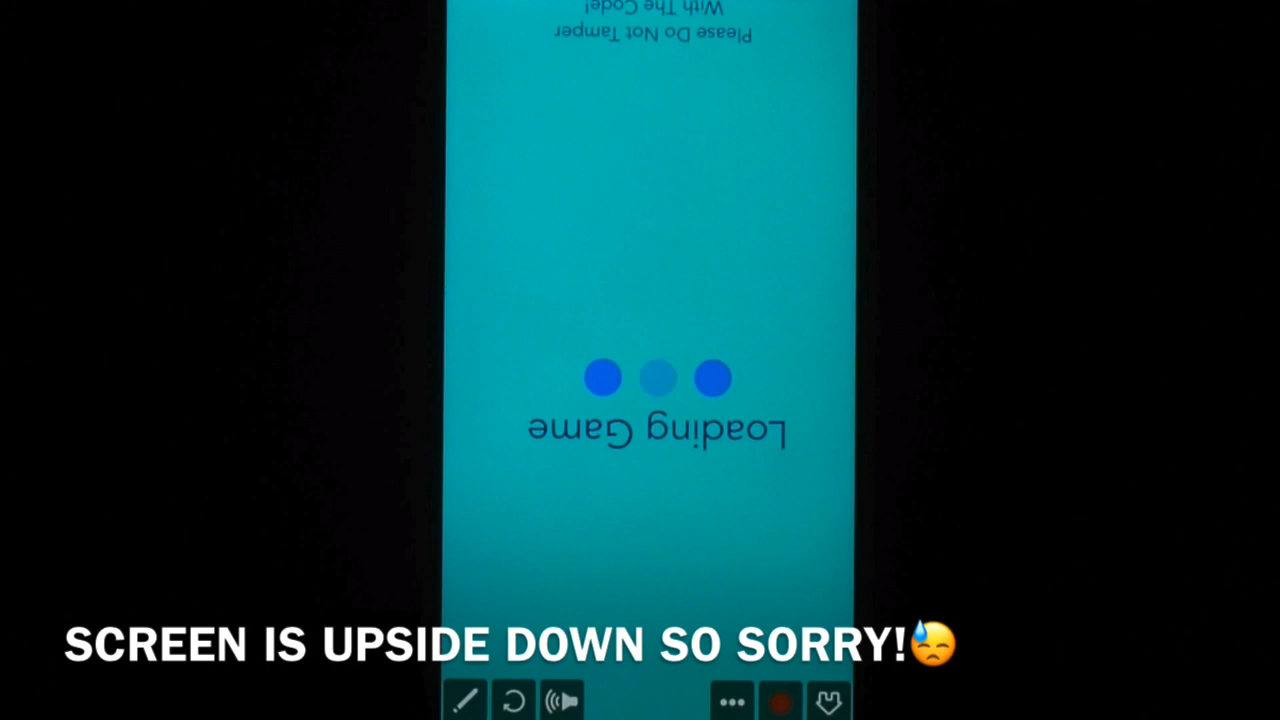 Loading Game
Please Do Not Tamper
With The Code!
SCREEN IS UPSIDE DOWN SO SORRY!😓